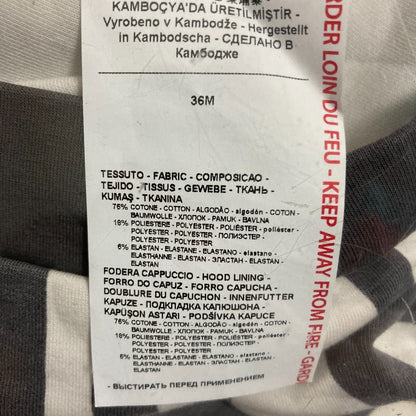 KAMBOÇYA'DA ÜRETİLMİŞTİR -
Vyrobeno v Kambodže - Hergestellt
in Kambodscha - СДЕЛАНО В
Камбодже
36M
TESSUTO - FABRIC - COMPOSICAO -
TEJIDO - TISSUS - GEWEBE - ТКАНЬ -
KUMAŞ - TKANINA
76% COTONE - COTTON - ALGODÃO - algodón - COTON -
BAUMWOLLE - ХЛОПОК - PAMUK - BAVLNA
18% POLIESTERE - POLYESTER - POLIÉSTER - poliéster -
POLYESTER - POLYESTER - ПОЛИЭСТЕР -
POLYESTER - POLYESTER
6% ELASTAN - ELASTANE - ELASTANO - elastano -
ELASTHANNE - ELASTAN - ЭЛАСТАН - ELASTAN -
ELASTAN
FODERA CAPPUCCIO - HOOD LINING -
FORRO DO CAPUZ - FORRO CAPUCHA -
DOUBLURE DU CAPUCHON - INNENFUTTER
KAPUZE - ПОДКЛАДКА КАПЮШОНА -
KAPÜŞON ASTARI - PODŠÍVKA KAPUCE
76% COTONE - COTTON - ALGODÃO - algodón - COTON -
BAUMWOLLE - ХЛОПОК - PAMUK - BAVLNA
18% POLIESTERE - POLYESTER - POLIÉSTER - poliéster -
POLYESTER - POLYESTER - ПОЛИЭСТЕР -
POLYESTER - POLYESTER
6% ELASTAN - ELASTANE - ELASTANO - elastano -
ELASTHANNE - ELASTAN - ЭЛАСТАН - ELASTAN -
ELASTAN
- ВЫСТИРАТЬ ПЕРЕД ПРИМЕНЕНИЕМ
RDER LOIN DU FEU - KEEP AWAY FROM FIRE - GARD